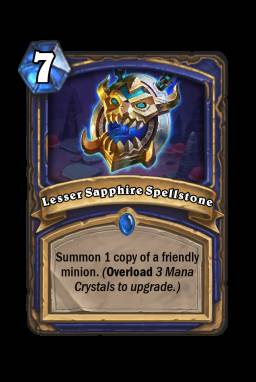 7
Lesser Sapphire Spellstone
Summon 1 copy of a friendly
minion. (Overload 3 Mana
Crystals to upgrade.)